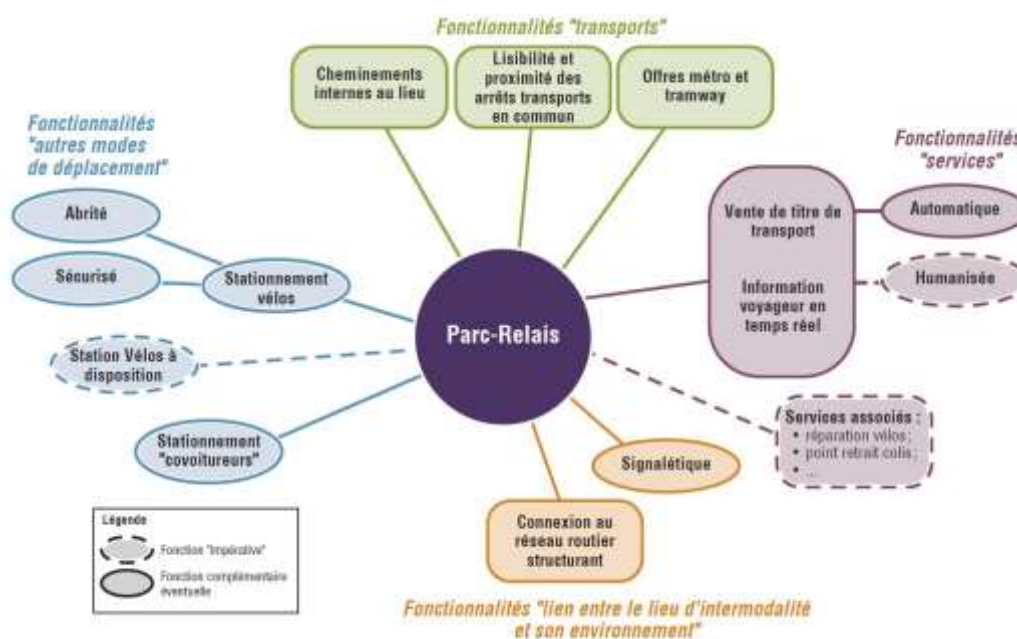 Fonctionnalités "transports"
Cheminements
internes au lieu
Lisibilité et
proximité des
arrêts transports
en commun
Offres métro et
tramway
Fonctionnalités
"autres modes
de déplacement"
Abrité
Sécurisé
Stationnement
vélos
Station Vélos à
disposition
Stationnement
"covoitureurs"
Parc-Relais
Fonctionnalités
"services"
Vente de titre de
transport
Information
voyageur en
temps réel
Automatique
Humanisée
Services associés :
• réparation vélos;
• point retrait colis;
• ...
Signalétique
Connexion au
réseau routier
structurant
Fonctionnalités "lien entre le lieu d'intermodalité
et son environnement"
Légende
Fonction "Impérative"
Fonction complémentaire
éventuelle